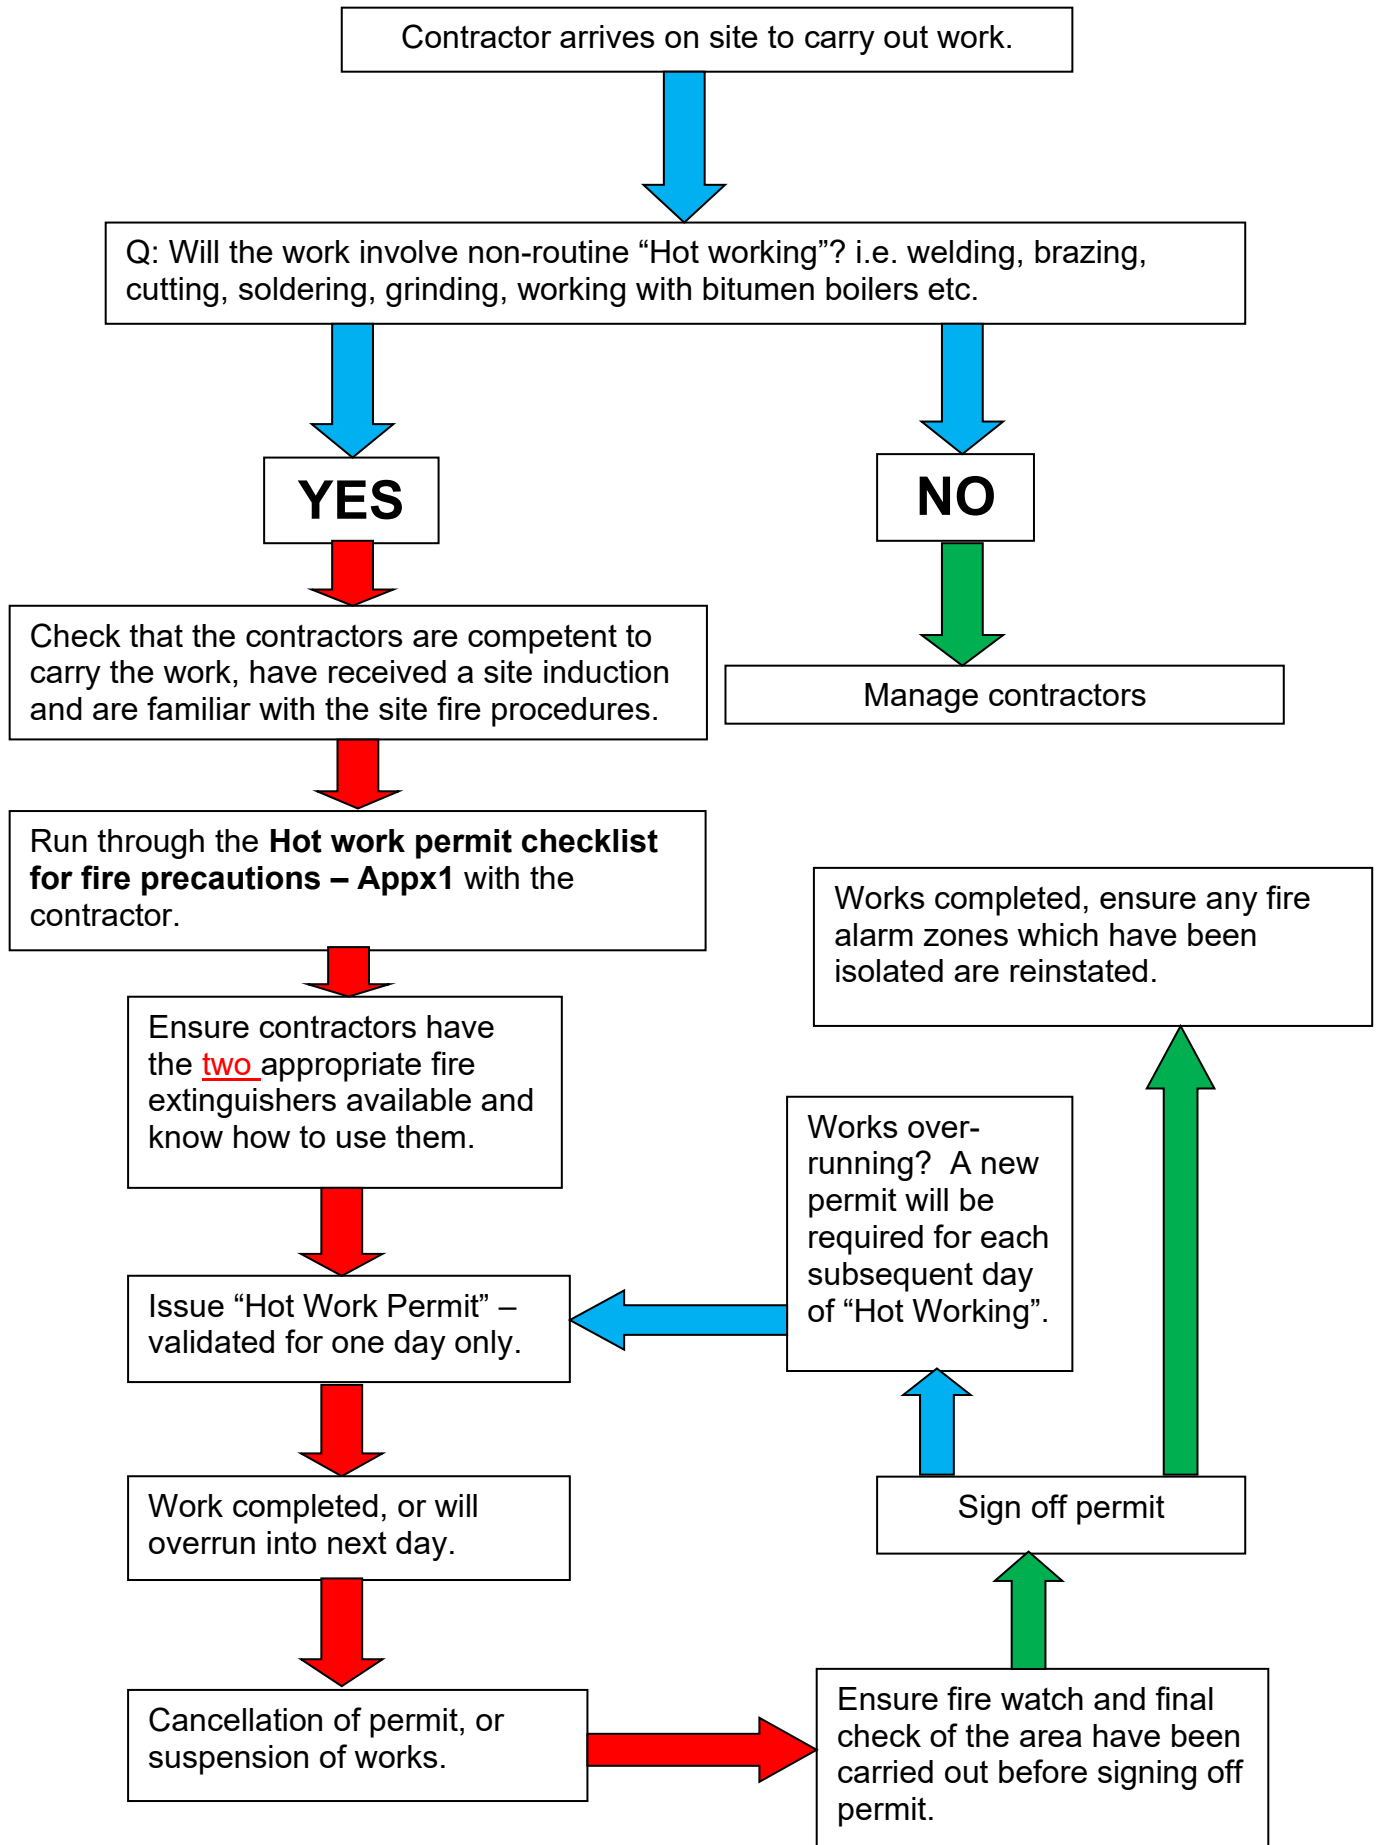 Contractor arrives on site to carry out work.
Q: Will the work involve non-routine “Hot working”? i.e. welding, brazing,
cutting, soldering, grinding, working with bitumen boilers etc.
YES
NO
Check that the contractors are competent to
carry the work, have received a site induction
and are familiar with the site fire procedures.
Manage contractors
Run through the Hot work permit checklist
for fire precautions – Appx1 with the
contractor.
Works completed, ensure any fire
alarm zones which have been
isolated are reinstated.
Ensure contractors have
the two appropriate fire
extinguishers available and
know how to use them.
Works over-
running? A new
permit will be
required for each
subsequent day
of “Hot Working”.
Issue “Hot Work Permit” –
validated for one day only.
Work completed, or will
overrun into next day.
Sign off permit
Cancellation of permit, or
suspension of works.
Ensure fire watch and final
check of the area have been
carried out before signing off
permit.